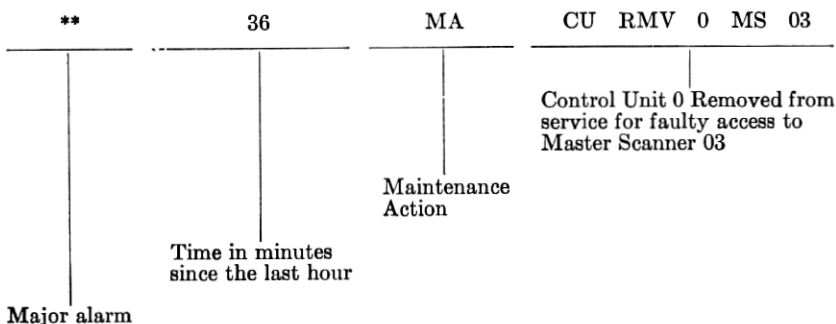 ** 36 MA CU RMV 0 MS 03
Control Unit 0 Removed from
service for faulty access to
Master Scanner 03
Maintenance
Action
Time in minutes
since the last hour
Major alarm